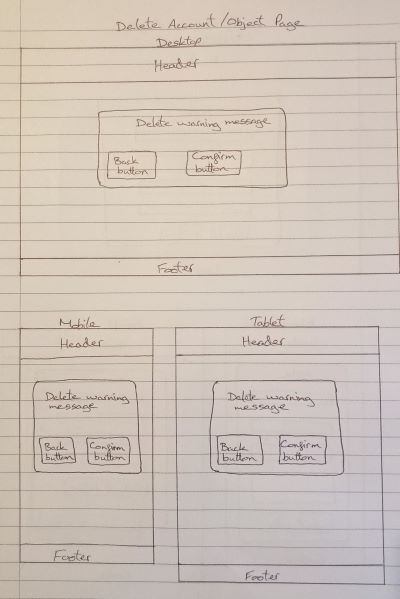 Delete Account/Object Page
Desktop
Header
Delete warning message
Back
button
Confirm
button
Footer
Mobile
Header
Delete warning
message
Back
button
Confirm
button
Footer
Tablet
Header
Delete warning
message
Back
button
Confirm
button
Footer